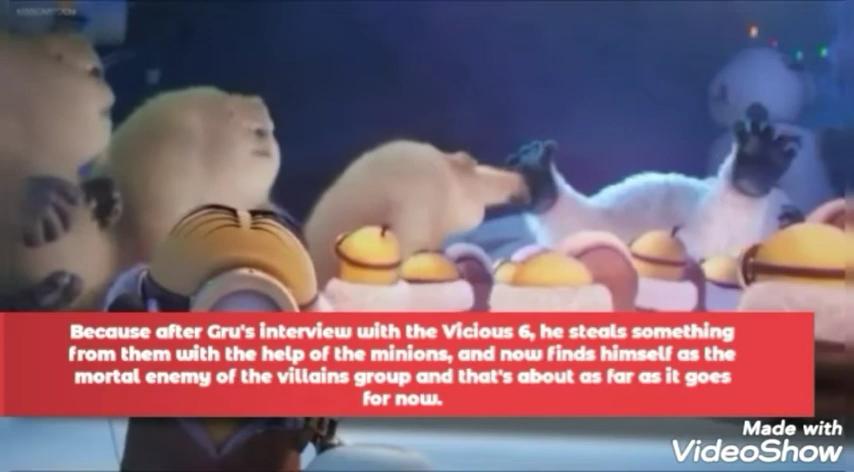 KISSCARTOON
Because after Gru's interview with the Vicious 6, he steals something
from them with the help of the minions, and now finds himself as the
mortal enemy of the villains group and that's about as far as it goes
for now.
Made with
VideoShow